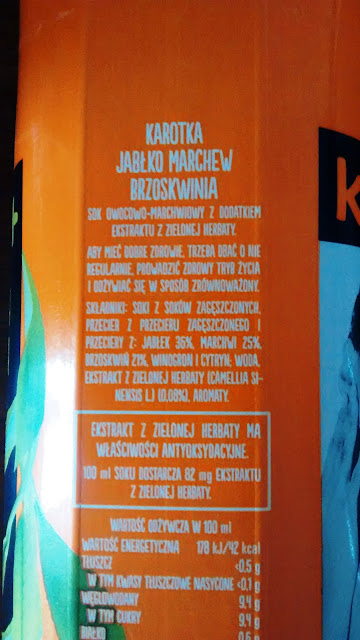 KAROTKA
JABŁKO MARCHEW
BRZOSKWINIA
SOK OWOCOWO-MARCHWIOWY Z DODATKIEM
EKSTRAKTU Z ZIELONEJ HERBATY.
ABY MIEĆ DOBRE ZDROWIE, TRZEBA DBAĆ O NIE
REGULARNIE, PROWADZIĆ ZDROWY TRYB ŻYCIA
I ODŻYWIAĆ SIĘ W SPOSÓB ZRÓWNOWAŻONY.
SKŁADNIKI: SOKI Z SOKÓW ZAGĘSZCZONYCH,
PRZECIER Z PRZECIERU ZAGĘSZCZONEGO I
PRZECIERY Z: JABŁEK 36%, MARCHWI 25%,
BRZOSKWIŃ 21%, WINOGRON I CYTRYN; WODA,
EKSTRAKT Z ZIELONEJ HERBATY (CAMELLIA SI-
NENSIS L.) (0,08%), AROMATY.
EKSTRAKT Z ZIELONEJ HERBATY MA
WŁAŚCIWOŚCI ANTYOKSYDACYJNE.
100 ml SOKU DOSTARCZA 82 mg EKSTRAKTU
Z ZIELONEJ HERBATY.
WARTOŚĆ ODŻYWCZA W 100 ml
WARTOŚĆ ENERGETYCZNA 178 kJ/42 kcal
TŁUSZCZ <0,5 g
W TYM KWASY TŁUSZCZOWE NASYCONE <0,1 g
WĘGLOWODANY 9,4 g
W TYM CUKRY 9,4 g
BIAŁKO 0,6 g
k